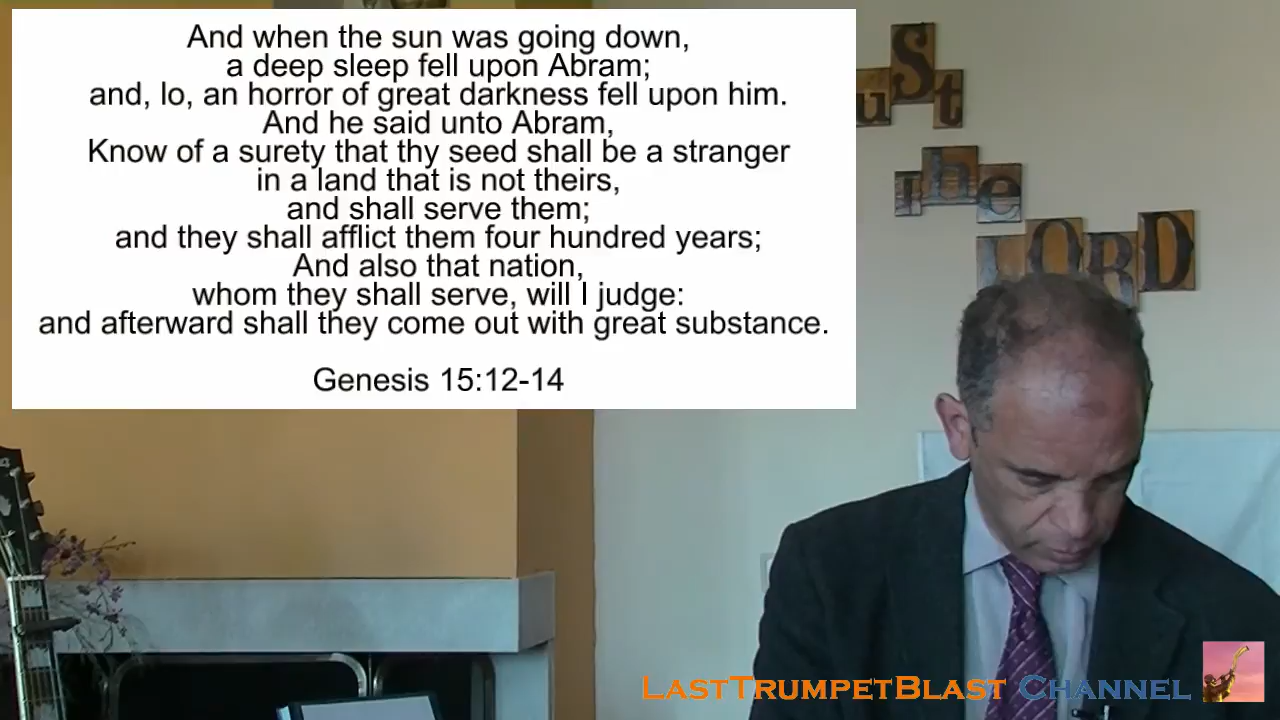 And when the sun was going down,
a deep sleep fell upon Abram;
and, lo, an horror of great darkness fell upon him.
And he said unto Abram,
Know of a surety that thy seed shall be a stranger
in a land that is not theirs,
and shall serve them;
and they shall afflict them four hundred years;
And also that nation,
whom they shall serve, will I judge:
and afterward shall they come out with great substance.
Genesis 15:12-14
ust
the
LORD
LASTTRUMPETBLAST CHANNEL